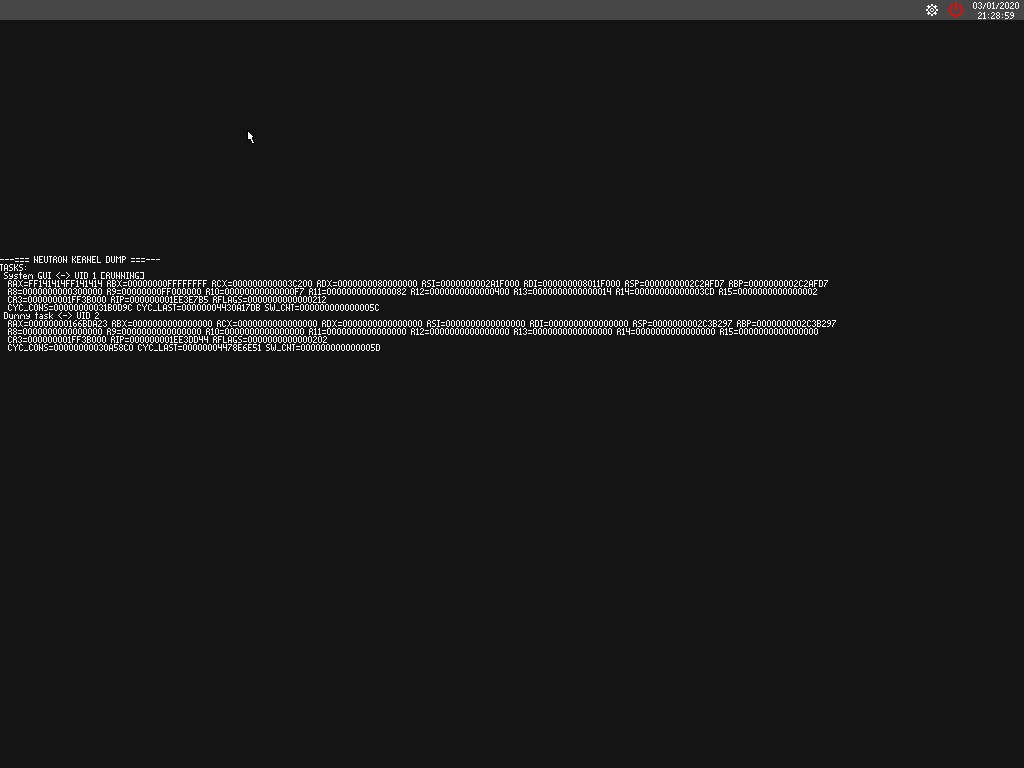 03/01/2020
21:28:59
---=== NEUTRON KERNEL DUMP ===---
TASKS:
System GUI <-> UID 1 [RUNNING]
RAX=FF141414FF141414 RBX=00000000FFFFFFFF RCX=000000000003C200 RDX=0000000080000000 RSI=0000000002A1F000 RDI=000000008011F000 RSP=0000000002C2AFD7 RBP=0000000002C2AFD7
R8=0000000000300000 R9=00000000FF000000 R10=00000000000000F7 R11=0000000000000082 R12=0000000000000400 R13=0000000000000014 R14=00000000000003CD R15=0000000000000002
CR3=000000001FF3B000 RIP=000000001EE3E7B5 RFLAGS=0000000000000212
CYC_CONS=00000000031B0D9C CYC_LAST=00000004430A17DB SW_CNT=000000000000005C
Dummy task <-> UID 2
RAX=00000000166BDA23 RBX=0000000000000000 RCX=0000000000000000 RDX=0000000000000000 RSI=0000000000000000 RDI=0000000000000000 RSP=0000000002C3B297 RBP=0000000002C3B297
R8=0000000000000000 R9=0000000000000000 R10=0000000000000000 R11=0000000000000000 R12=0000000000000000 R13=0000000000000000 R14=0000000000000000 R15=0000000000000000
CR3=000000001FF3B000 RIP=000000001EE3DD44 RFLAGS=0000000000000202
CYC_CONS=00000000030A58C0 CYC_LAST=00000004478E6E51 SW_CNT=000000000000005D